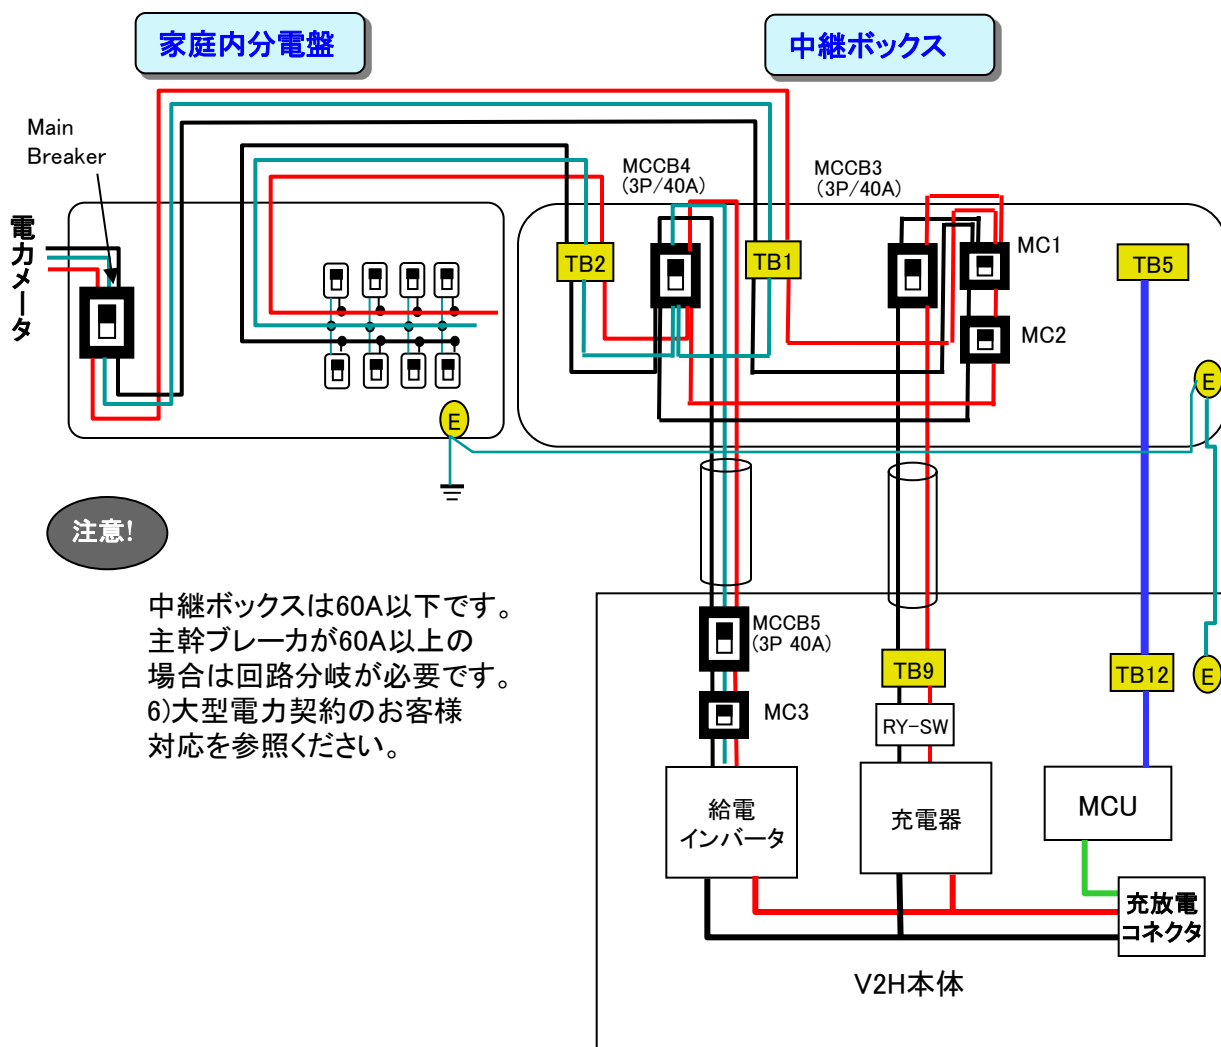 家庭内分電盤
中継ボックス
Main
Breaker
電力メータ
MCCB4
(3P/40A)
MCCB3
(3P/40A)
TB2
TB1
MC1
TB5
MC2
E
E
注意!
中継ボックスは60A以下です。
主幹ブレーカが60A以上の
場合は回路分岐が必要です。
6)大型電力契約のお客様
対応を参照ください。
MCCB5
(3P 40A)
TB9
TB12
E
MC3
RY-SW
給電
インバータ
充電器
MCU
充放電
コネクタ
V2H本体